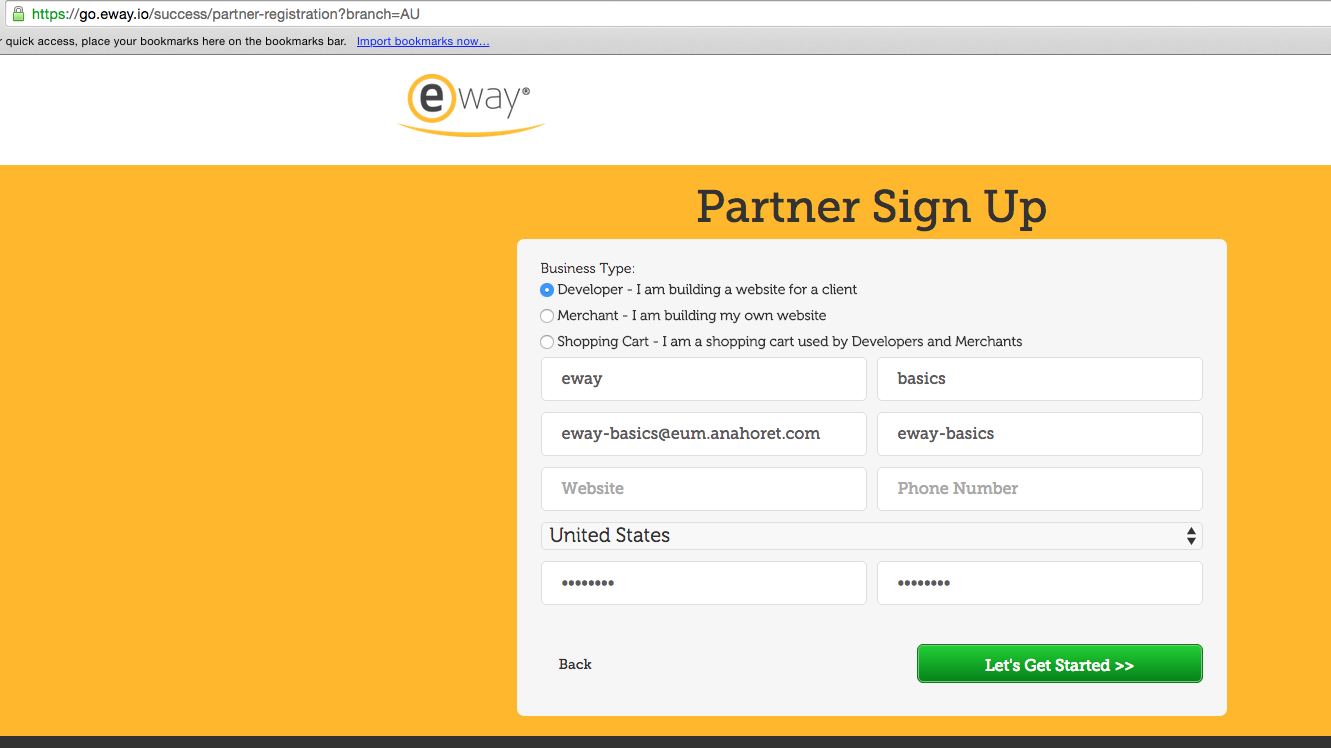 https://go.eway.io/success/partner-registration?branch=AU
r quick access, place your bookmarks here on the bookmarks bar. Import bookmarks now...
eway®
Partner Sign Up
Business Type:
Developer - I am building a website for a client
Merchant - I am building my own website
Shopping Cart - I am a shopping cart used by Developers and Merchants
eway basics
eway-basics@eum.anahoret.com eway-basics
Website Phone Number
United States
•••••••• ••••••••
Back Let's Get Started >>